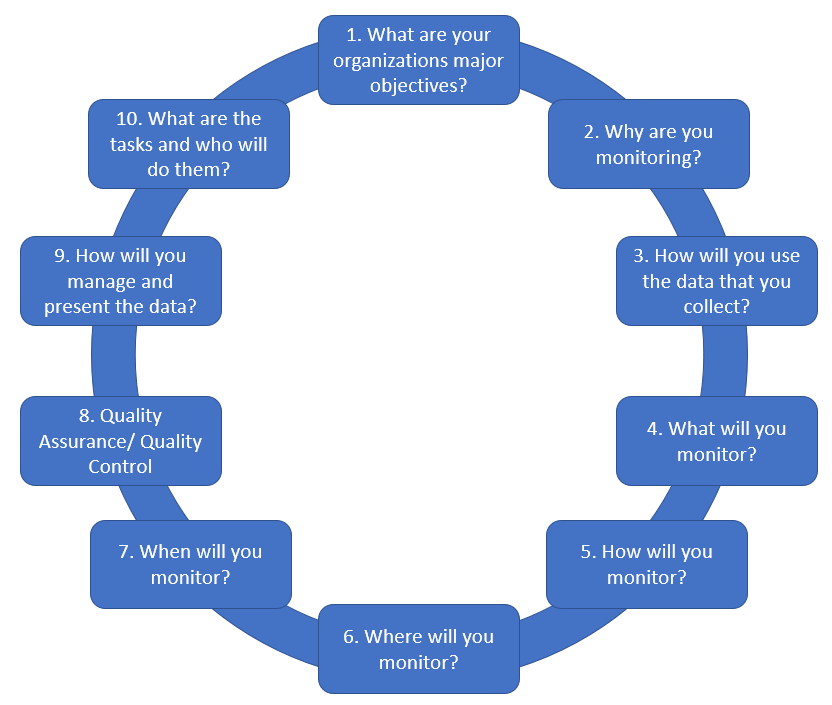 1. What are your
organizations major
objectives?
2. Why are you
monitoring?
3. How will you use
the data that you
collect?
4. What will you
monitor?
5. How will you
monitor?
6. Where will you
monitor?
7. When will you
monitor?
8. Quality
Assurance/ Quality
Control
9. How will you
manage and
present the data?
10. What are the
tasks and who will
do them?